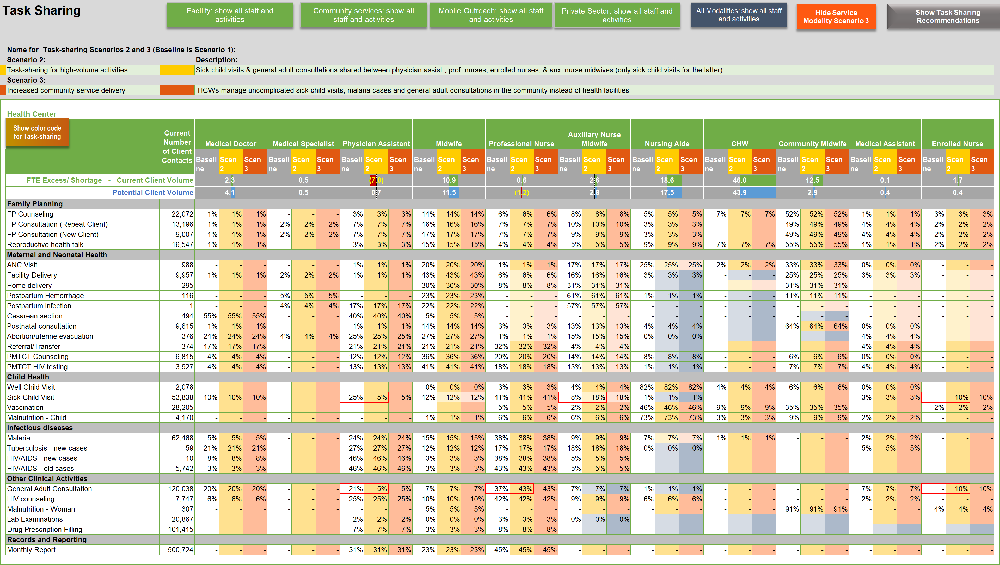 Task Sharing
Facility: show all staff and activities
Community services: show all staff and activities
Mobile Outreach: show all staff and activities
Private Sector: show all staff and activities
All Modalities: show all staff and activities
Hide Service Modality Scenario 3
Show Task Sharing Recommendations
Name for Task-sharing Scenarios 2 and 3 (Baseline is Scenario 1):
Scenario 2: Description:
Task-sharing for high-volume activities Sick child visits & general adult consultations shared between physician assist., prof. nurses, enrolled nurses, & aux. nurse midwives (only sick child visits for the latter)
Scenario 3:
Increased community service delivery HCWs manage uncomplicated sick child visits, malaria cases and general adult consultations in the community instead of health facilities
Health Center
Show color code for Task-sharing
Current Number of Client Contacts Medical Doctor Medical Specialist Physician Assistant Midwife Professional Nurse Auxiliary Nurse Midwife Nursing Aide CHW Community Midwife Medical Assistant Enrolled Nurse
Baseline Scen 2 Scen 3 Baseline Scen 2 Scen 3 Baseline Scen 2 Scen 3 Baseline Scen 2 Scen 3 Baseline Scen 2 Scen 3 Baseline Scen 2 Scen 3 Baseline Scen 2 Scen 3 Baseline Scen 2 Scen 3 Baseline Scen 2 Scen 3 Baseline Scen 2 Scen 3 Baseline Scen 2 Scen 3
FTE Excess/ Shortage - Current Client Volume 2.3 0.5 (7.8) 10.9 0.6 2.6 18.6 46.0 12.5 0.1 1.7
Potential Client Volume 4.1 0.5 0.7 11.5 (1.2) 2.8 17.5 43.9 2.9 0.4 0.4
Family Planning
FP Counseling 22,072 1% 1% 1% - - - 3% 3% 3% 14% 14% 14% 6% 6% 6% 8% 8% 8% 5% 5% 5% 7% 7% 7% 52% 52% 52% 1% 1% 1% 3% 3% 3%
FP Consultation (Repeat Client) 13,196 1% 1% 1% 2% 2% 2% 7% 7% 7% 16% 16% 16% 7% 7% 7% 10% 10% 10% 3% 3% 3% - - - 49% 49% 49% 4% 4% 4% 2% 2% 2%
FP Consultation (New Client) 9,007 1% 1% 1% 2% 2% 2% 7% 7% 7% 17% 17% 17% 7% 7% 7% 9% 9% 9% 3% 3% 3% - - - 49% 49% 49% 4% 4% 4% 2% 2% 2%
Reproductive health talk 16,547 1% 1% 1% - - - 3% 3% 3% 15% 15% 15% 4% 4% 4% 5% 5% 5% 9% 9% 9% 7% 7% 7% 55% 55% 55% 1% 1% 1% 2% 2% 2%
Maternal and Neonatal Health
ANC Visit 988 - - - - - - 1% 1% 1% 20% 20% 20% 1% 1% 1% 17% 17% 17% 25% 25% 25% 2% 2% 2% 33% 33% 33% 0% 0% 0% - - -
Facility Delivery 9,957 1% 1% 1% 2% 2% 2% 1% 1% 1% 43% 43% 43% 6% 6% 6% 16% 16% 16% 3% 3% 3% - - - 25% 25% 25% 3% 3% 3% - - -
Home delivery 295 - - - - - - - - - 30% 30% 30% 8% 8% 8% 31% 31% 31% - - - - - - 31% 31% 31% - - - - - -
Postpartum Hemorrhage 116 - - - 5% 5% 5% - - - 23% 23% 23% - - - 61% 61% 61% 1% 1% 1% - - - 11% 11% 11% - - - - - -
Postpartum infection 1 - - - 4% 4% 4% 17% 17% 17% 22% 22% 22% - - - 57% 57% 57% - - - - - - - - - - - - - - -
Cesarean section 494 55% 55% 55% - - - 40% 40% 40% 5% 5% 5% - - - - - - - - - - - - - - - - - - - - -
Postnatal consultation 9,615 1% 1% 1% - - - 1% 1% 1% 14% 14% 14% 3% 3% 3% 13% 13% 13% 4% 4% 4% - - - 64% 64% 64% 0% 0% 0% - - -
Abortion/uterine evacuation 376 24% 24% 24% 4% 4% 4% 25% 25% 25% 27% 27% 27% 1% 1% 1% 15% 15% 15% 0% 0% 0% - - - - - - 4% 4% 4% - - -
Referral/Transfer 374 17% 17% 17% - - - 21% 21% 21% 21% 21% 21% 32% 32% 32% 4% 4% 4% - - - - - - - - - 4% 4% 4% - - -
PMTCT Counseling 6,815 4% 4% 4% - - - 12% 12% 12% 36% 36% 36% 20% 20% 20% 14% 14% 14% 8% 8% 8% - - - 6% 6% 6% 0% 0% 0% - - -
PMTCT HIV testing 3,927 4% 4% 4% - - - 13% 13% 13% 41% 41% 41% 18% 18% 18% 13% 13% 13% 1% 1% 1% - - - 7% 7% 7% 4% 4% 4% - - -
Child Health
Well Child Visit 2,078 - - - - - - - - - 0% 0% 0% 3% 3% 3% 4% 4% 4% 82% 82% 82% 4% 4% 4% 6% 6% 6% 0% 0% 0% - - -
Sick Child Visit 53,838 10% 10% 10% - - - 25% 5% 5% 12% 12% 12% 41% 41% 41% 8% 18% 18% 1% 1% 1% - - - - - - 3% 3% 3% - 10% 10%
Vaccination 28,205 - - - - - - - - - - - - 5% 5% 5% 2% 2% 2% 46% 46% 46% 9% 9% 9% 35% 35% 35% - - - 2% 2% 2%
Malnutrition - Child 4,170 - - - - - - - - - 1% 1% 1% 6% 6% 6% 6% 6% 6% 73% 73% 73% 3% 3% 3% 9% 9% 9% 2% 2% 2% - - -
Infectious diseases
Malaria 62,468 5% 5% 5% - - - 24% 24% 24% 15% 15% 15% 38% 38% 38% 9% 9% 9% 7% 7% 7% 1% 1% 1% - - - 2% 2% 2% - - -
Tuberculosis - new cases 59 21% 21% 21% - - - 27% 27% 27% 12% 12% 12% 17% 17% 17% 18% 18% 18% 0% 0% 0% - - - - - - 5% 5% 5% - - -
HIV/AIDS - new cases 10 8% 8% 8% - - - 46% 46% 46% 3% 3% 3% 38% 38% 38% 5% 5% 5% - - - - - - - - - - - - - - -
HIV/AIDS - old cases 5,742 3% 3% 3% - - - 46% 46% 46% 3% 3% 3% 43% 43% 43% 5% 5% 5% - - - - - - - - - - - - - - -
Other Clinical Activities
General Adult Consultation 120,038 20% 20% 20% - - - 21% 5% 5% 7% 7% 7% 37% 43% 43% 7% 7% 7% 1% 1% 1% - - - - - - 7% 7% 7% - 10% 10%
HIV counseling 7,747 6% 6% 6% - - - 25% 25% 25% 10% 10% 10% 42% 42% 42% 9% 9% 9% 6% 6% 6% - - - - - - 2% 2% 2% - - -
Malnutrition - Woman 307 - - - - - - - - - 5% 5% 5% - - - - - - - - - - - - 91% 91% 91% - - - 4% 4% 4%
Lab Examinations 20,867 - - - - - - 2% 2% 2% 0% 0% 0% 3% 3% 3% 0% 0% 0% - - - - - - - - - - - - - - -
Drug Prescription Filling 101,415 - - - - - - 7% 7% 7% 3% 3% 3% 8% 8% 8% - - - - - - - - - - - - - - - - - -
Records and Reporting
Monthly Report 500,724 - - - - - - 31% 31% 31% 23% 23% 23% 45% 45% 45% - - - - - - - - - - - - - - - - - -